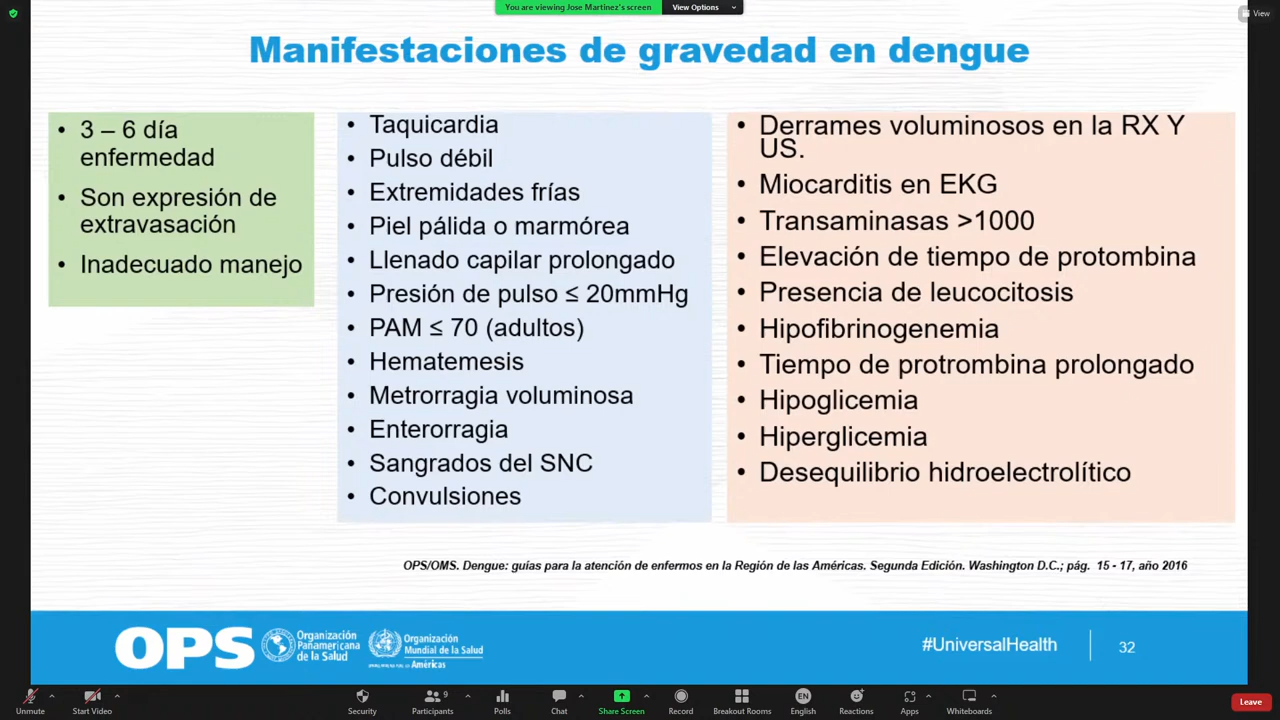 You are viewing Jose Martinez's screen
View Options
View
Manifestaciones de gravedad en dengue
• 3 – 6 día
enfermedad
• Son expresión de
extravasación
• Inadecuado manejo
• Taquicardia
• Pulso débil
• Extremidades frías
• Piel pálida o marmórea
• Llenado capilar prolongado
• Presión de pulso ≤ 20mmHg
• PAM ≤ 70 (adultos)
• Hematemesis
• Metrorragia voluminosa
• Enterorragia
• Sangrados del SNC
• Convulsiones
• Derrames voluminosos en la RX Y
US.
• Miocarditis en EKG
• Transaminasas >1000
• Elevación de tiempo de protombina
• Presencia de leucocitosis
• Hipofibrinogenemia
• Tiempo de protrombina prolongado
• Hipoglicemia
• Hiperglicemia
• Desequilibrio hidroelectrolítico
OPS/OMS. Dengue: guías para la atención de enfermos en la Región de las Américas. Segunda Edición. Washington D.C.; pág. 15 - 17, año 2016
OPS
Organización
Panamericana
de la Salud
Organización
Mundial de la Salud
Américas
#UniversalHealth
32
Unmute
Start Video
Security
9
Participants
Polls
Chat
Share Screen
Record
Breakout Rooms
EN
English
Reactions
Apps
Whiteboards
Leave